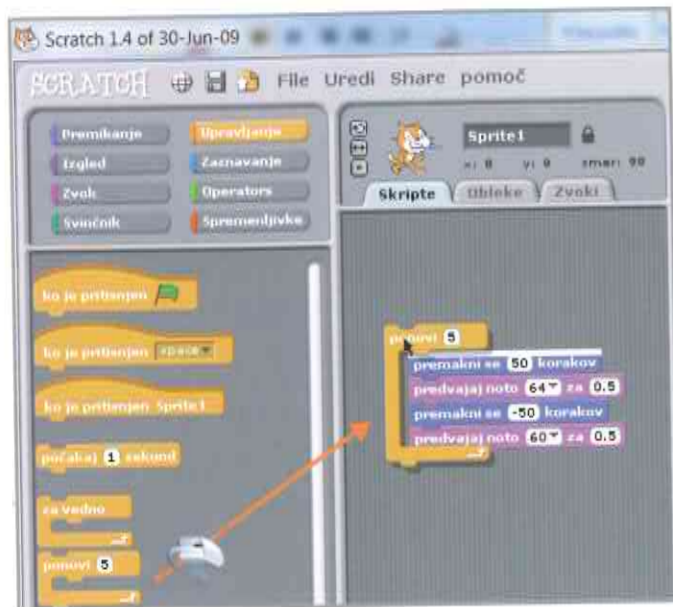 Scratch 1.4 of 30-Jun-09
SCRATCH File Uredi Share pomoč
Premikanje Upravljanje
Izgled Zaznavanje
Zvok Operators
Svinčnik Spremenljivke
Sprite1
x: 0 y: 0 smer: 90
Skripte Obleke Zvoki
ko je pritisnjen
ko je pritisnjen space
ko je pritisnjen Sprite1
počakaj 1 sekund
za vedno
ponovi 5
ponovi 5
premakni se 50 korakov
predvajaj noto 64 za 0.5
premakni se -50 korakov
predvajaj noto 60 za 0.5